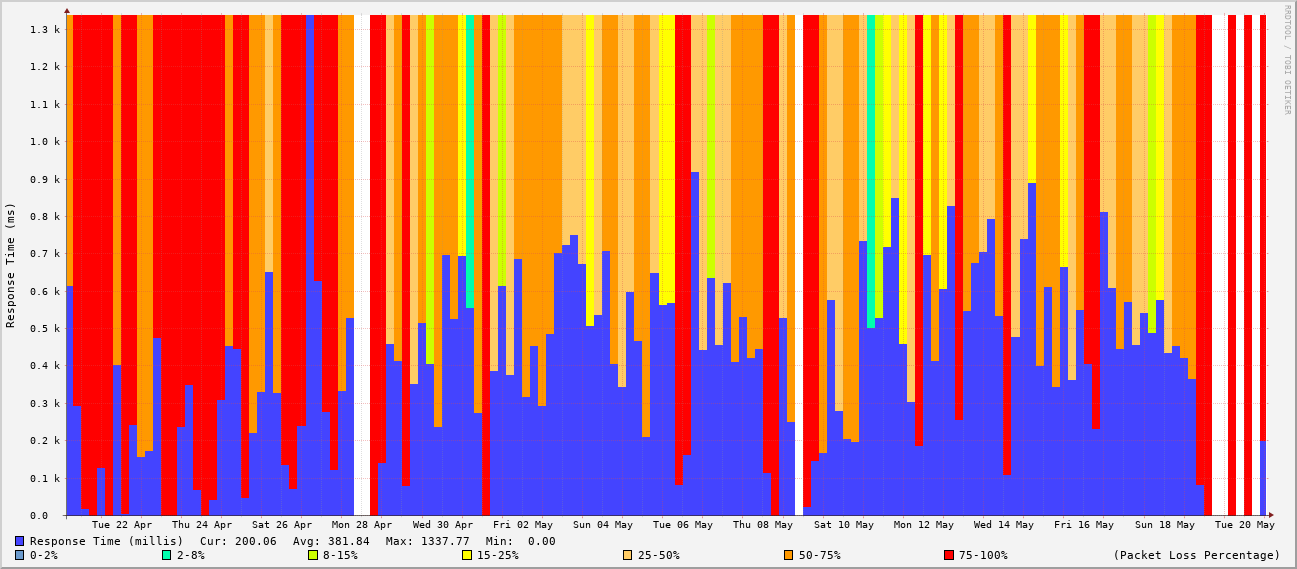 RRDTOOL / TOBI OETIKER
Response Time (ms)
1.3 k
1.2 k
1.1 k
1.0 k
0.9 k
0.8 k
0.7 k
0.6 k
0.5 k
0.4 k
0.3 k
0.2 k
0.1 k
0.0
Tue 22 Apr Thu 24 Apr Sat 26 Apr Mon 28 Apr Wed 30 Apr Fri 02 May Sun 04 May Tue 06 May Thu 08 May Sat 10 May Mon 12 May Wed 14 May Fri 16 May Sun 18 May Tue 20 May
Response Time (millis) Cur: 200.06 Avg: 381.84 Max: 1337.77 Min: 0.00
0-2% 2-8% 8-15% 15-25% 25-50% 50-75% 75-100% (Packet Loss Percentage)